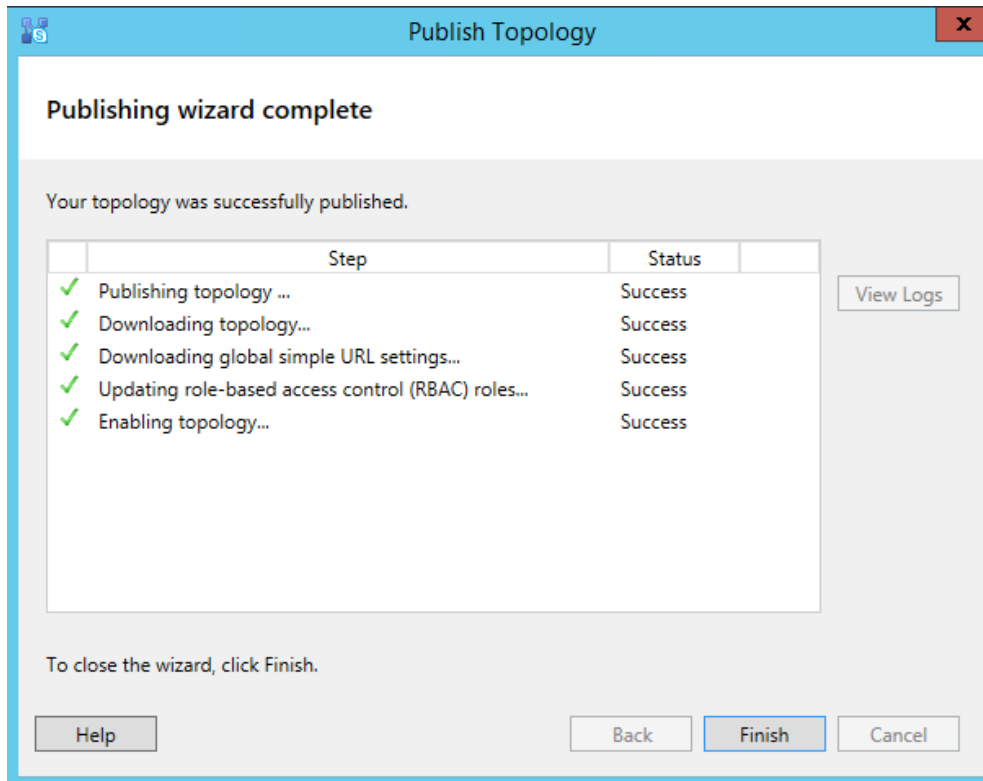 Publish Topology
x
Publishing wizard complete
Your topology was successfully published.
Step Status
Publishing topology ... Success
View Logs
Downloading topology... Success
Downloading global simple URL settings... Success
Updating role-based access control (RBAC) roles... Success
Enabling topology... Success
To close the wizard, click Finish.
Help Back Finish Cancel